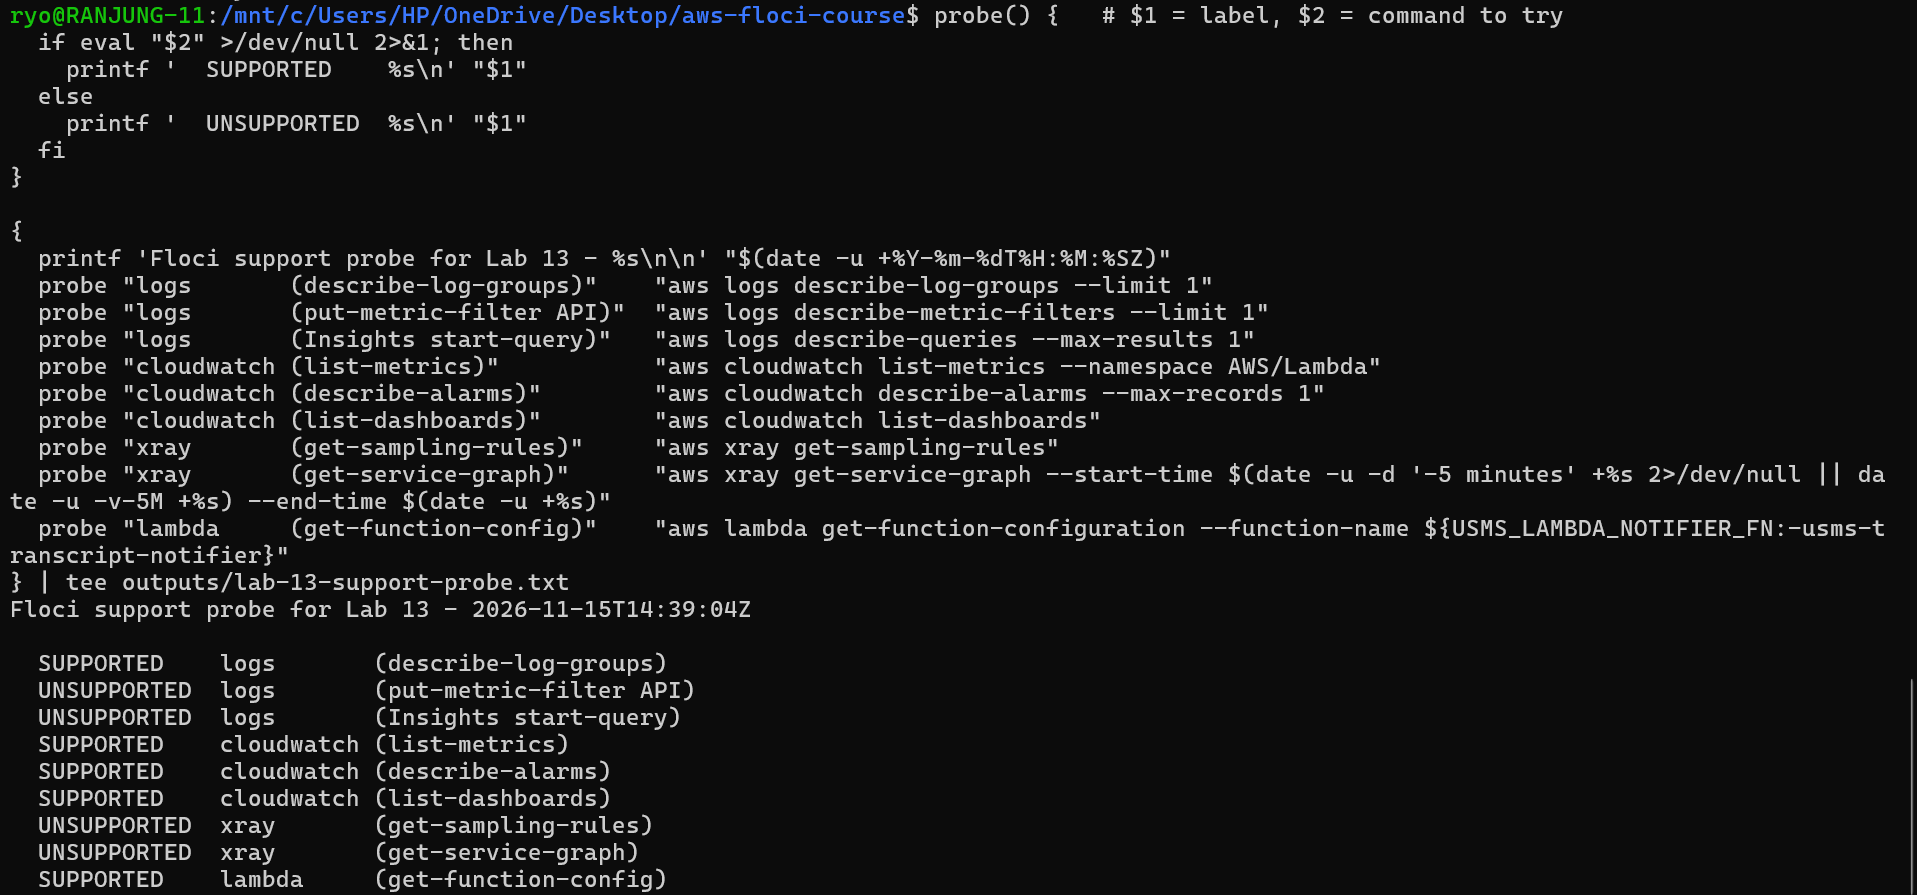 ryo@RANJUNG-11:/mnt/c/Users/HP/OneDrive/Desktop/aws-floci-course$ probe() {   # $1 = label, $2 = command to try
  if eval "$2" >/dev/null 2>&1; then
    printf '  SUPPORTED    %s\n' "$1"
  else
    printf '  UNSUPPORTED  %s\n' "$1"
  fi
}

{
  printf 'Floci support probe for Lab 13 - %s\n\n' "$(date -u +%Y-%m-%dT%H:%M:%SZ)"
  probe "logs       (describe-log-groups)"    "aws logs describe-log-groups --limit 1"
  probe "logs       (put-metric-filter API)"  "aws logs describe-metric-filters --limit 1"
  probe "logs       (Insights start-query)"   "aws logs describe-queries --max-results 1"
  probe "cloudwatch (list-metrics)"           "aws cloudwatch list-metrics --namespace AWS/Lambda"
  probe "cloudwatch (describe-alarms)"        "aws cloudwatch describe-alarms --max-records 1"
  probe "cloudwatch (list-dashboards)"        "aws cloudwatch list-dashboards"
  probe "xray       (get-sampling-rules)"     "aws xray get-sampling-rules"
  probe "xray       (get-service-graph)"      "aws xray get-service-graph --start-time $(date -u -d '-5 minutes' +%s 2>/dev/null || da
te -u -v-5M +%s) --end-time $(date -u +%s)"
  probe "lambda     (get-function-config)"    "aws lambda get-function-configuration --function-name ${USMS_LAMBDA_NOTIFIER_FN:-usms-t
ranscript-notifier}"
} | tee outputs/lab-13-support-probe.txt
Floci support probe for Lab 13 - 2026-11-15T14:39:04Z

  SUPPORTED    logs       (describe-log-groups)
  UNSUPPORTED  logs       (put-metric-filter API)
  UNSUPPORTED  logs       (Insights start-query)
  SUPPORTED    cloudwatch (list-metrics)
  SUPPORTED    cloudwatch (describe-alarms)
  SUPPORTED    cloudwatch (list-dashboards)
  UNSUPPORTED  xray       (get-sampling-rules)
  UNSUPPORTED  xray       (get-service-graph)
  SUPPORTED    lambda     (get-function-config)